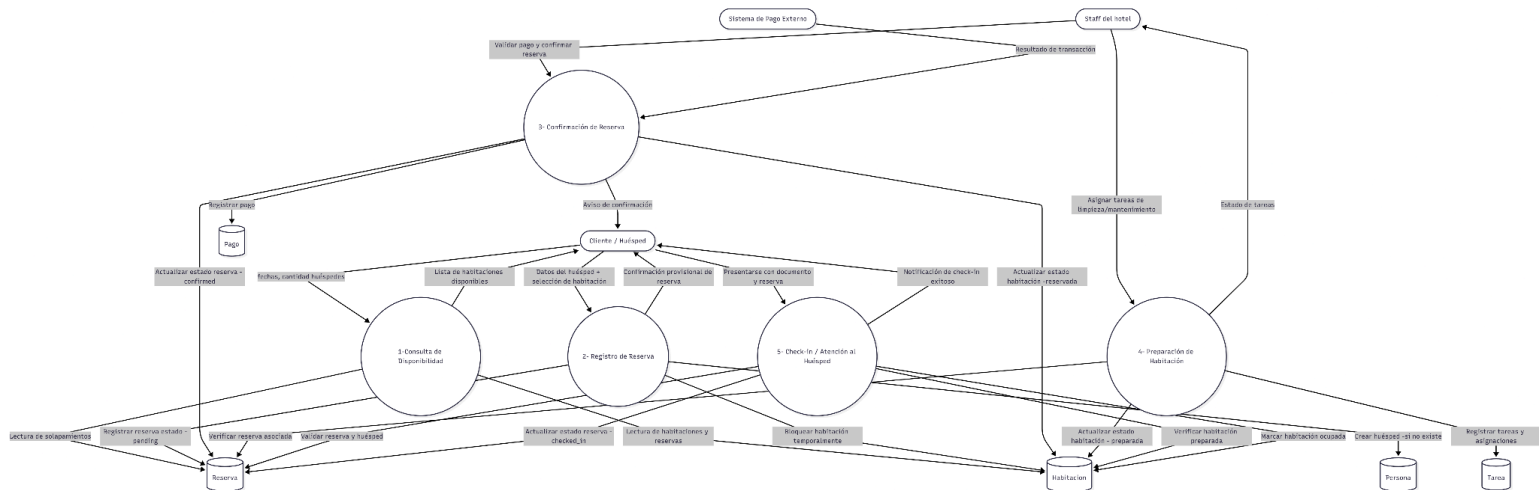 Sistema de Pago Externo
Staff del hotel
Validar pago y confirmar
reserva
Resultado de transacción
3- Confirmación de Reserva
Registrar pago
Aviso de confirmación
Asignar tareas de
limpieza/mantenimiento
Estado de tareas
Pago
Cliente / Huésped
Actualizar estado reserva -
confirmed
fechas, cantidad huéspedes
Lista de habitaciones
disponibles
Datos del huésped +
selección de habitación
Confirmación provisional de
reserva
Presentarse con documento
y reserva
Notificación de check-in
exitoso
Actualizar estado
habitación -reservada
1-Consulta de
Disponibilidad
2- Registro de Reserva
5- Check-in / Atención al
Huésped
4- Preparación de
Habitación
Lectura de solapamientos
Registrar reserva estado -
pending
Verificar reserva asociada
Validar reserva y huésped
Actualizar estado reserva -
checked_in
Lectura de habitaciones y
reservas
Bloquear habitación
temporalmente
Actualizar estado
habitación - preparada
Verificar habitación
preparada
Marcar habitación ocupada
Crear huésped -si no existe
Registrar tareas y
asignaciones
Reserva
Habitacion
Persona
Tarea